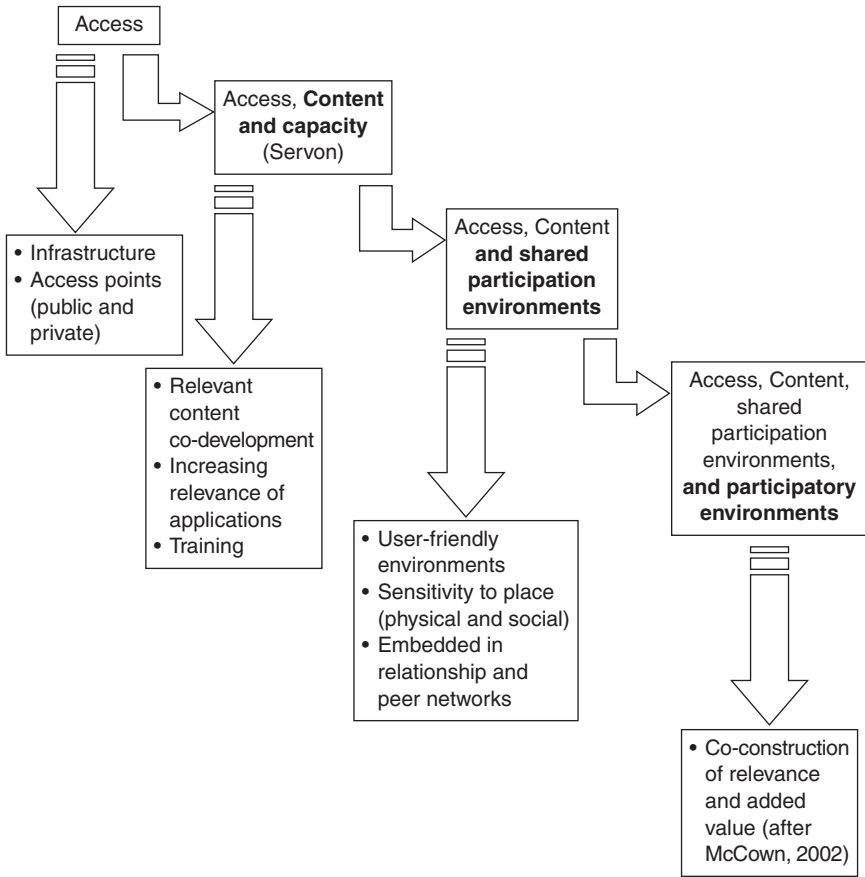 Access
Access, Content
and capacity
(Servon)
• Infrastructure
• Access points
(public and
private)
Access, Content
and shared
participation
environments
• Relevant
content
co-development
• Increasing
relevance of
applications
• Training
Access, Content,
shared
participation
environments,
and participatory
environments
• User-friendly
environments
• Sensitivity to place
(physical and social)
• Embedded in
relationship and
peer networks
• Co-construction
of relevance
and added
value (after
McCown, 2002)